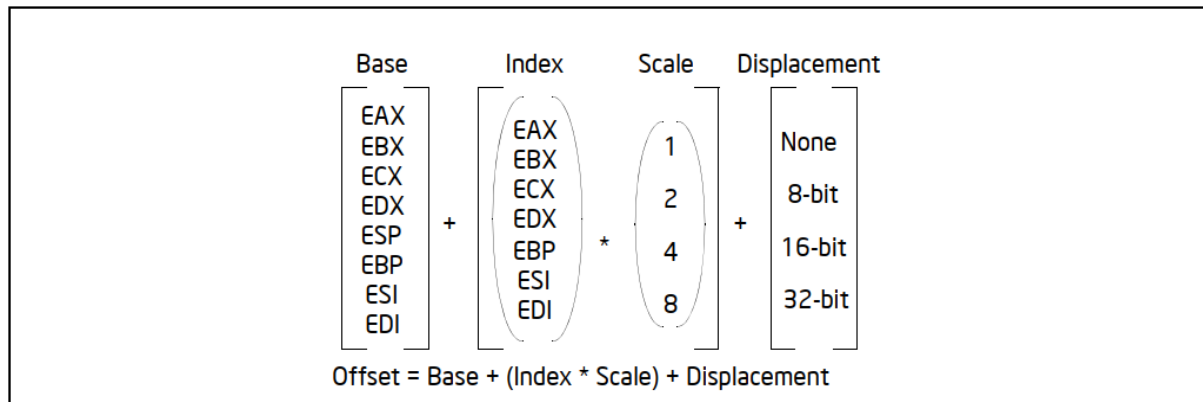 Base Index Scale Displacement
EAX
EBX
ECX
EDX
ESP
EBP
ESI
EDI
+
EAX
EBX
ECX
EDX
EBP
ESI
EDI
*
1
2
4
8
+
None
8-bit
16-bit
32-bit
Offset = Base + (Index * Scale) + Displacement